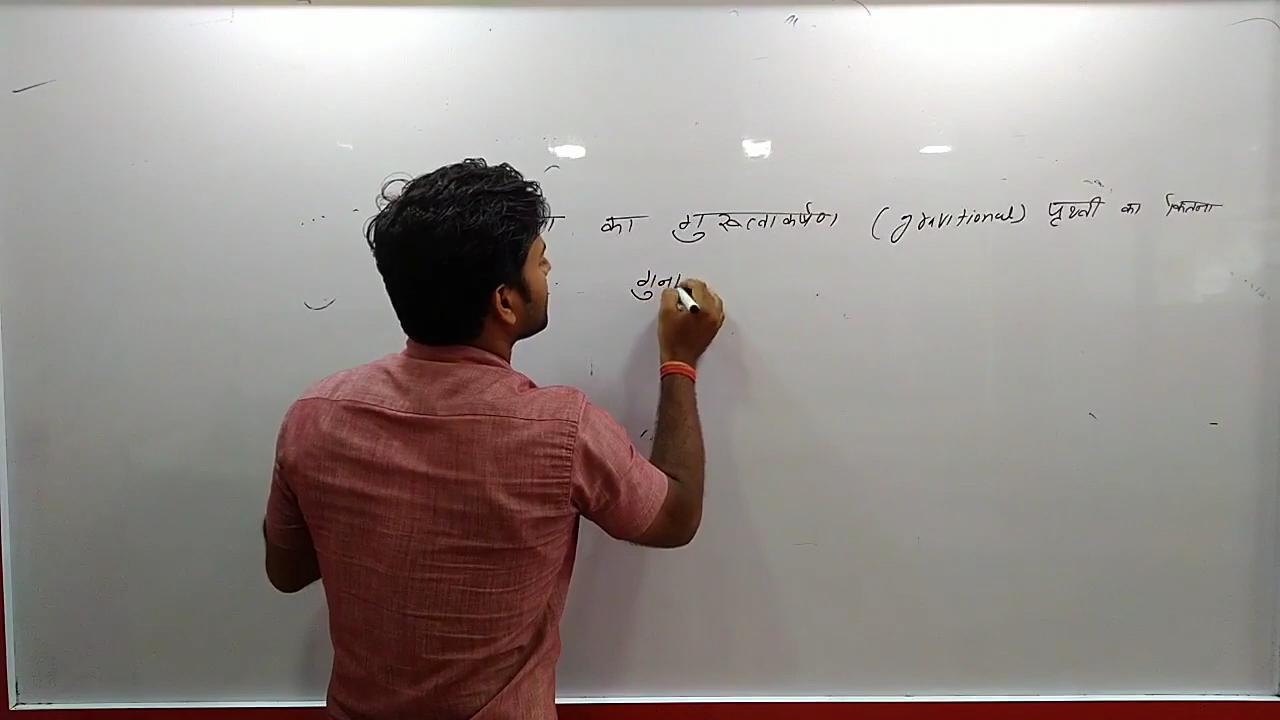 का गुरूत्वाकर्षण (gravitional) पृथ्वी का कितना
गुना